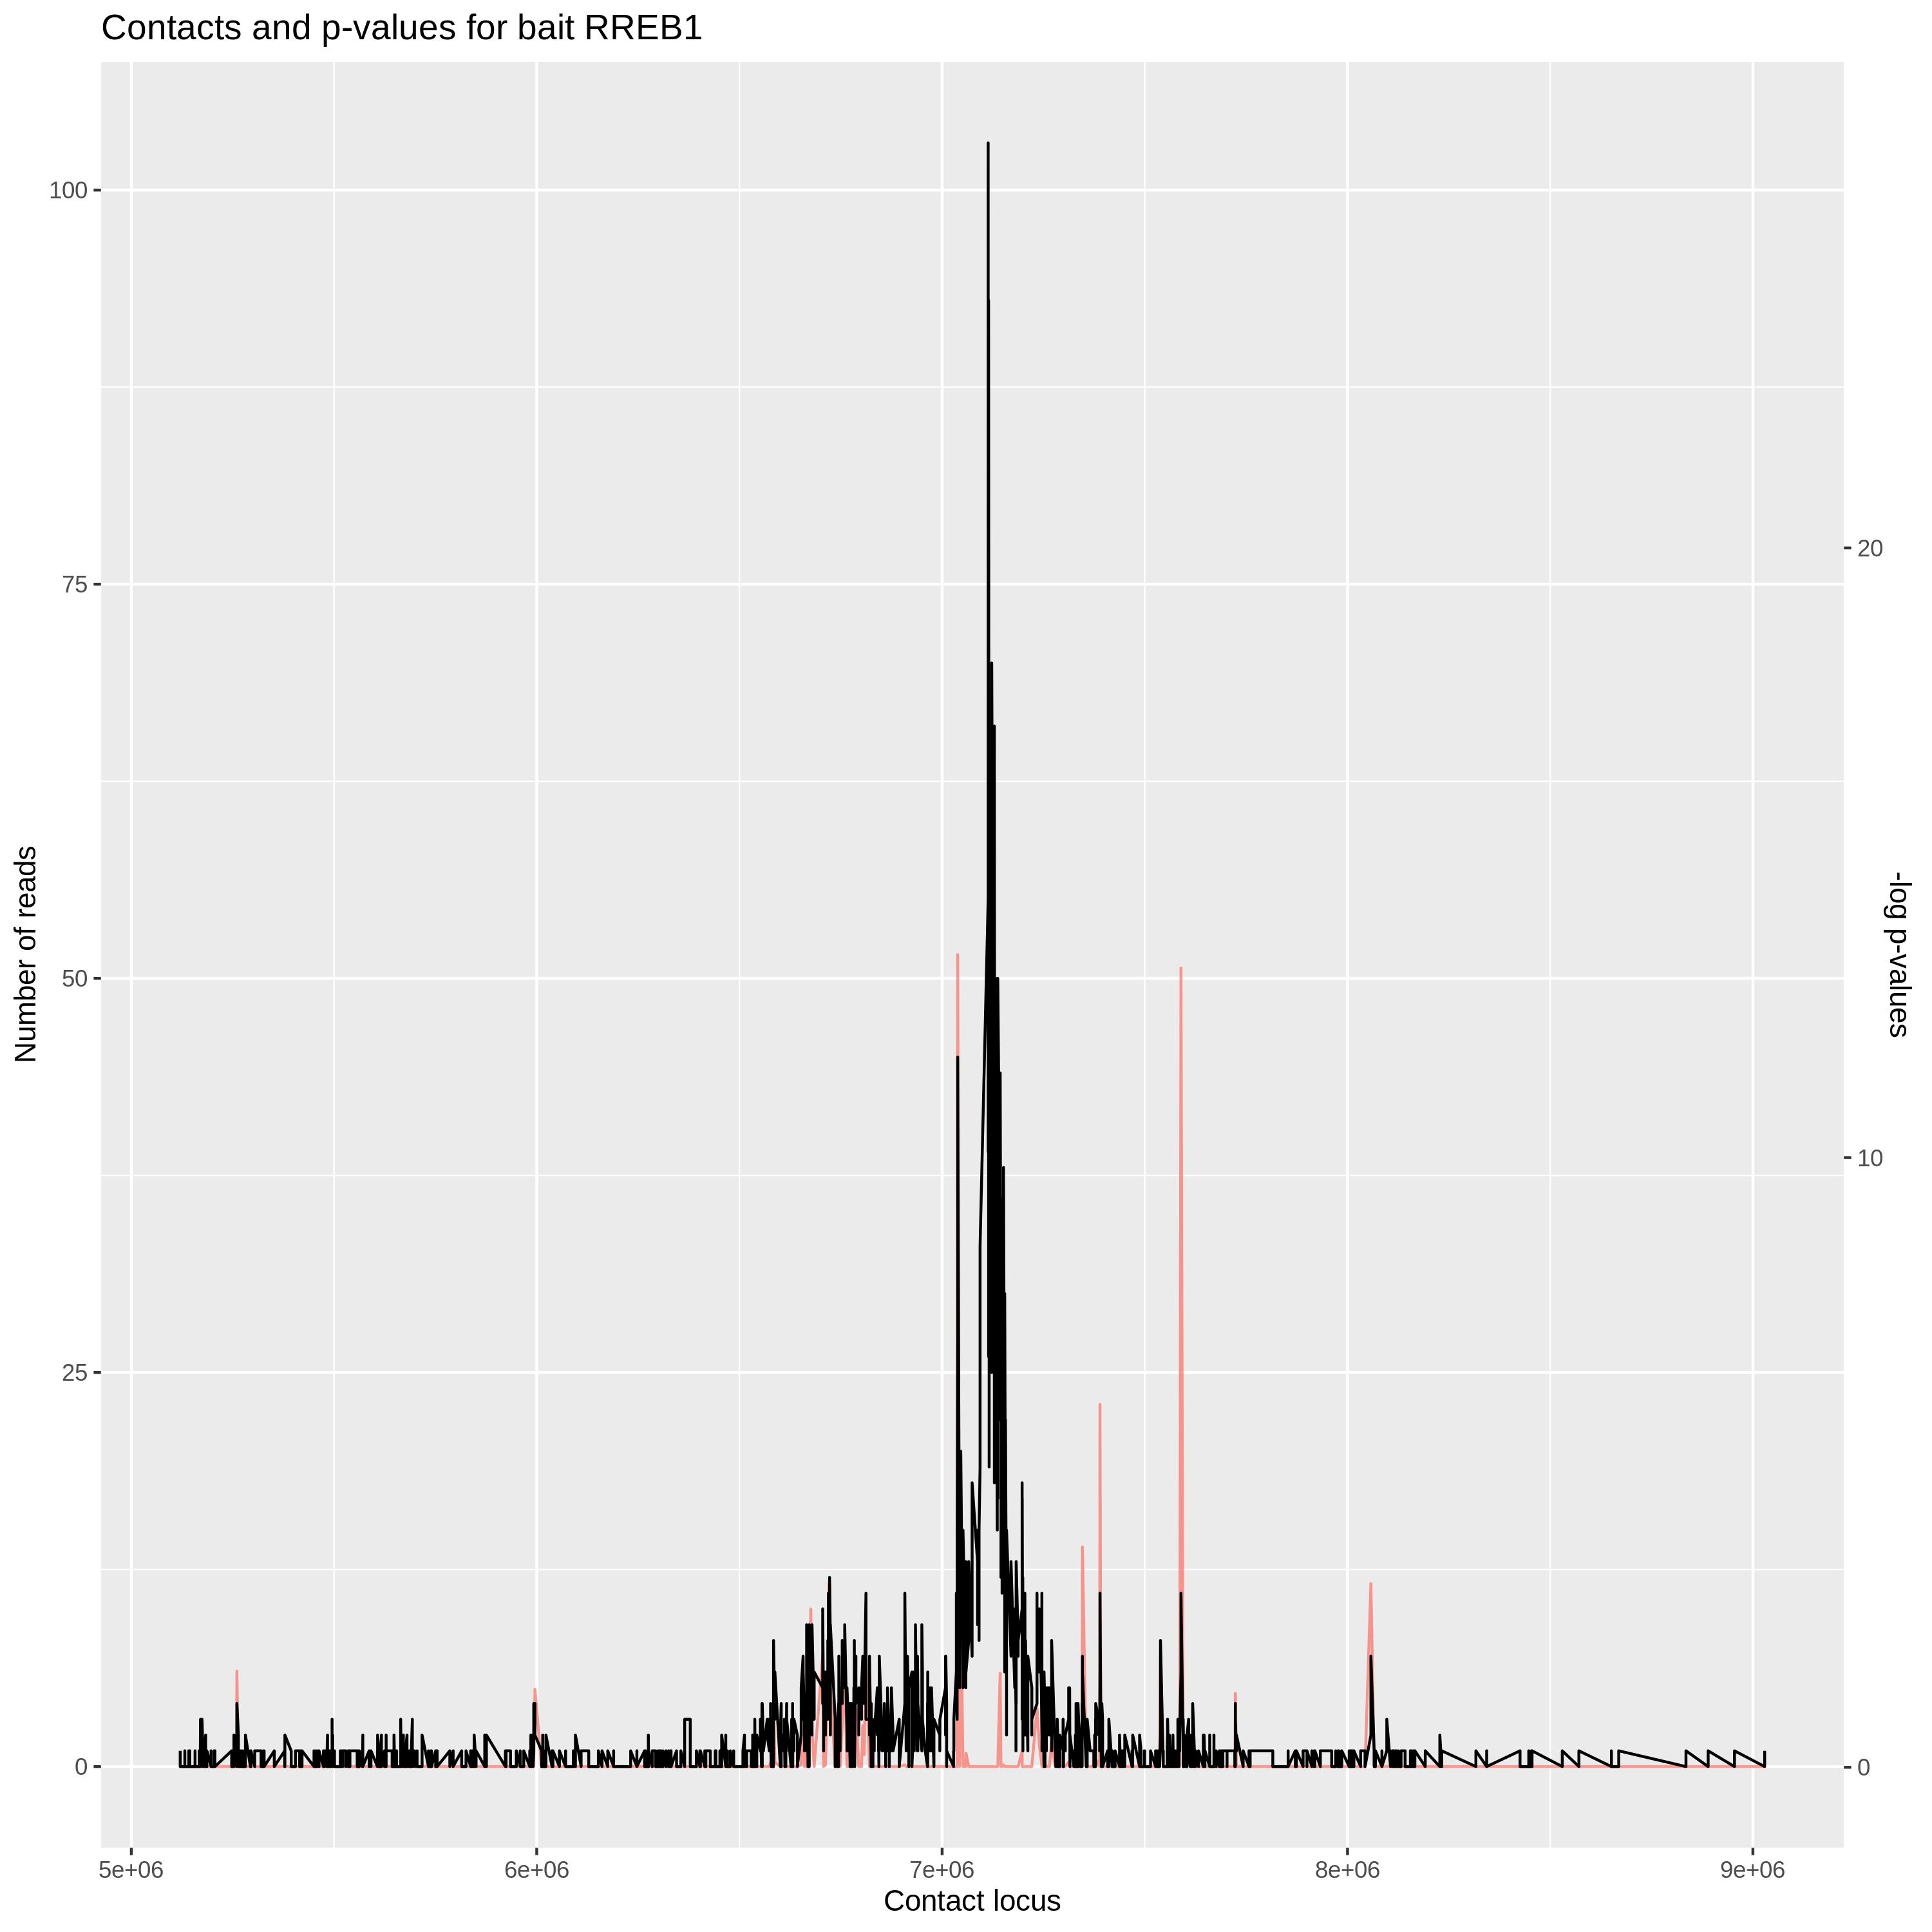 Contacts and p-values for bait RREB1
100
75
50
25
0
Number of reads
20
10
0
-log p-values
5e+06 6e+06 7e+06 8e+06 9e+06
Contact locus